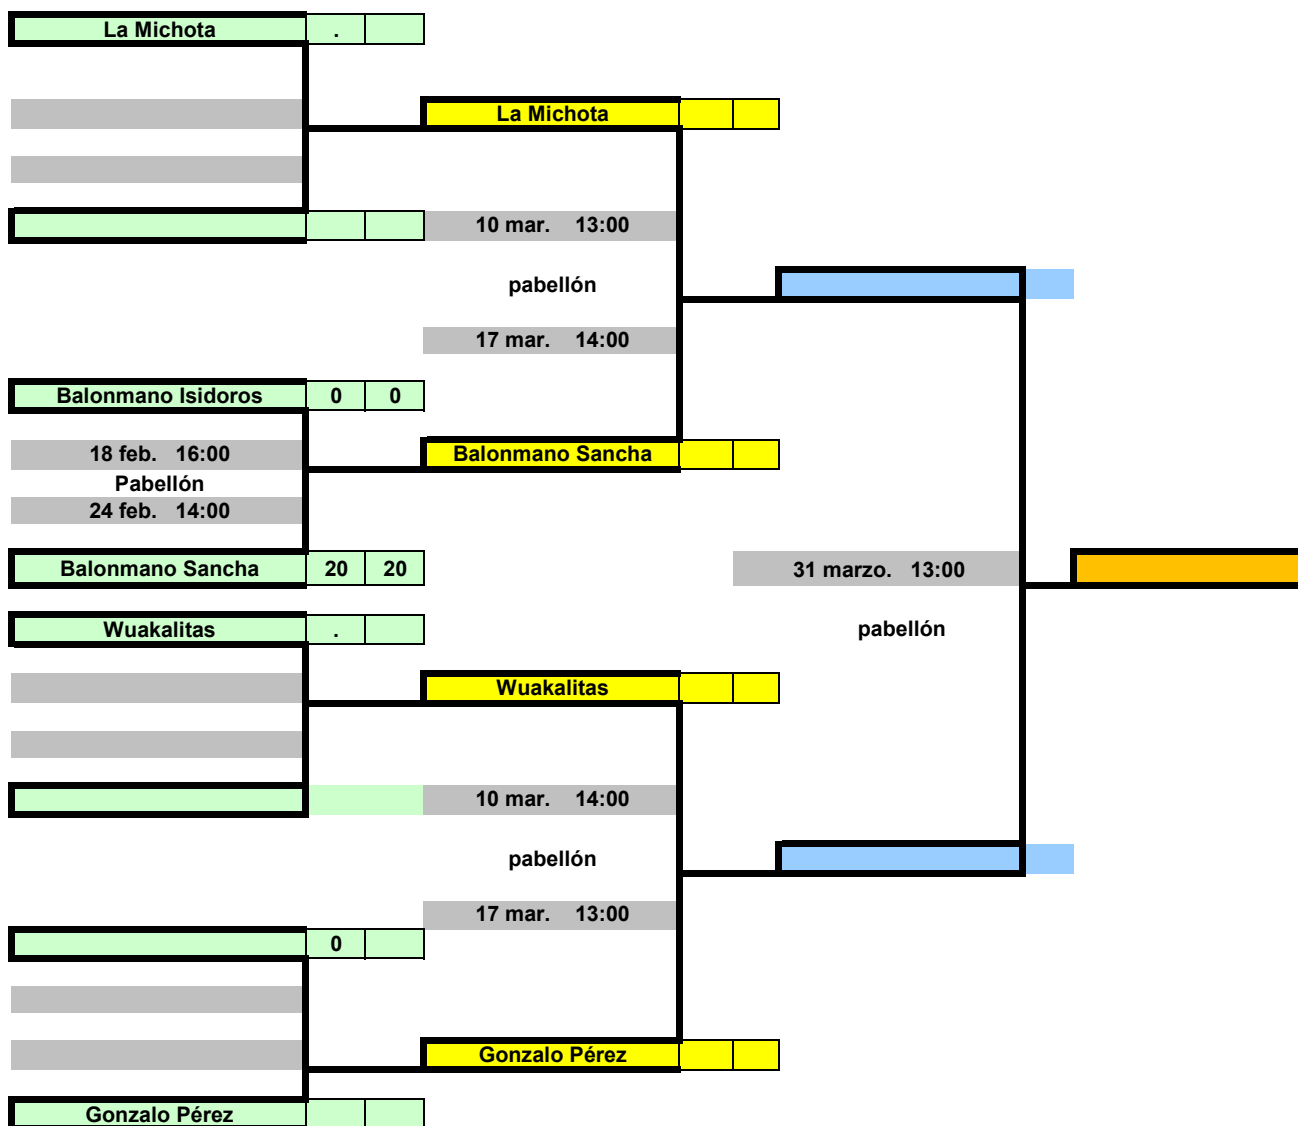 La Michota .
La Michota
10 mar. 13:00
pabellón
17 mar. 14:00
Balonmano Isidoros 0 0
18 feb. 16:00
Balonmano Sancha
Pabellón
24 feb. 14:00
Balonmano Sancha 20 20
31 marzo. 13:00
Wuakalitas .
pabellón
Wuakalitas
10 mar. 14:00
pabellón
17 mar. 13:00
0
Gonzalo Pérez
Gonzalo Pérez